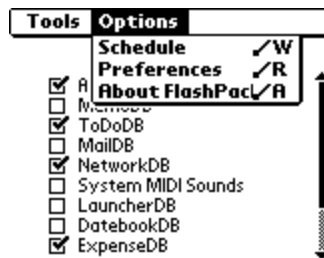 Tools Options
Schedule ∕W
Preferences ∕R
About FlashPac ∕A
ToDoDB
MailDB
NetworkDB
System MIDI Sounds
LauncherDB
DatebookDB
ExpenseDB